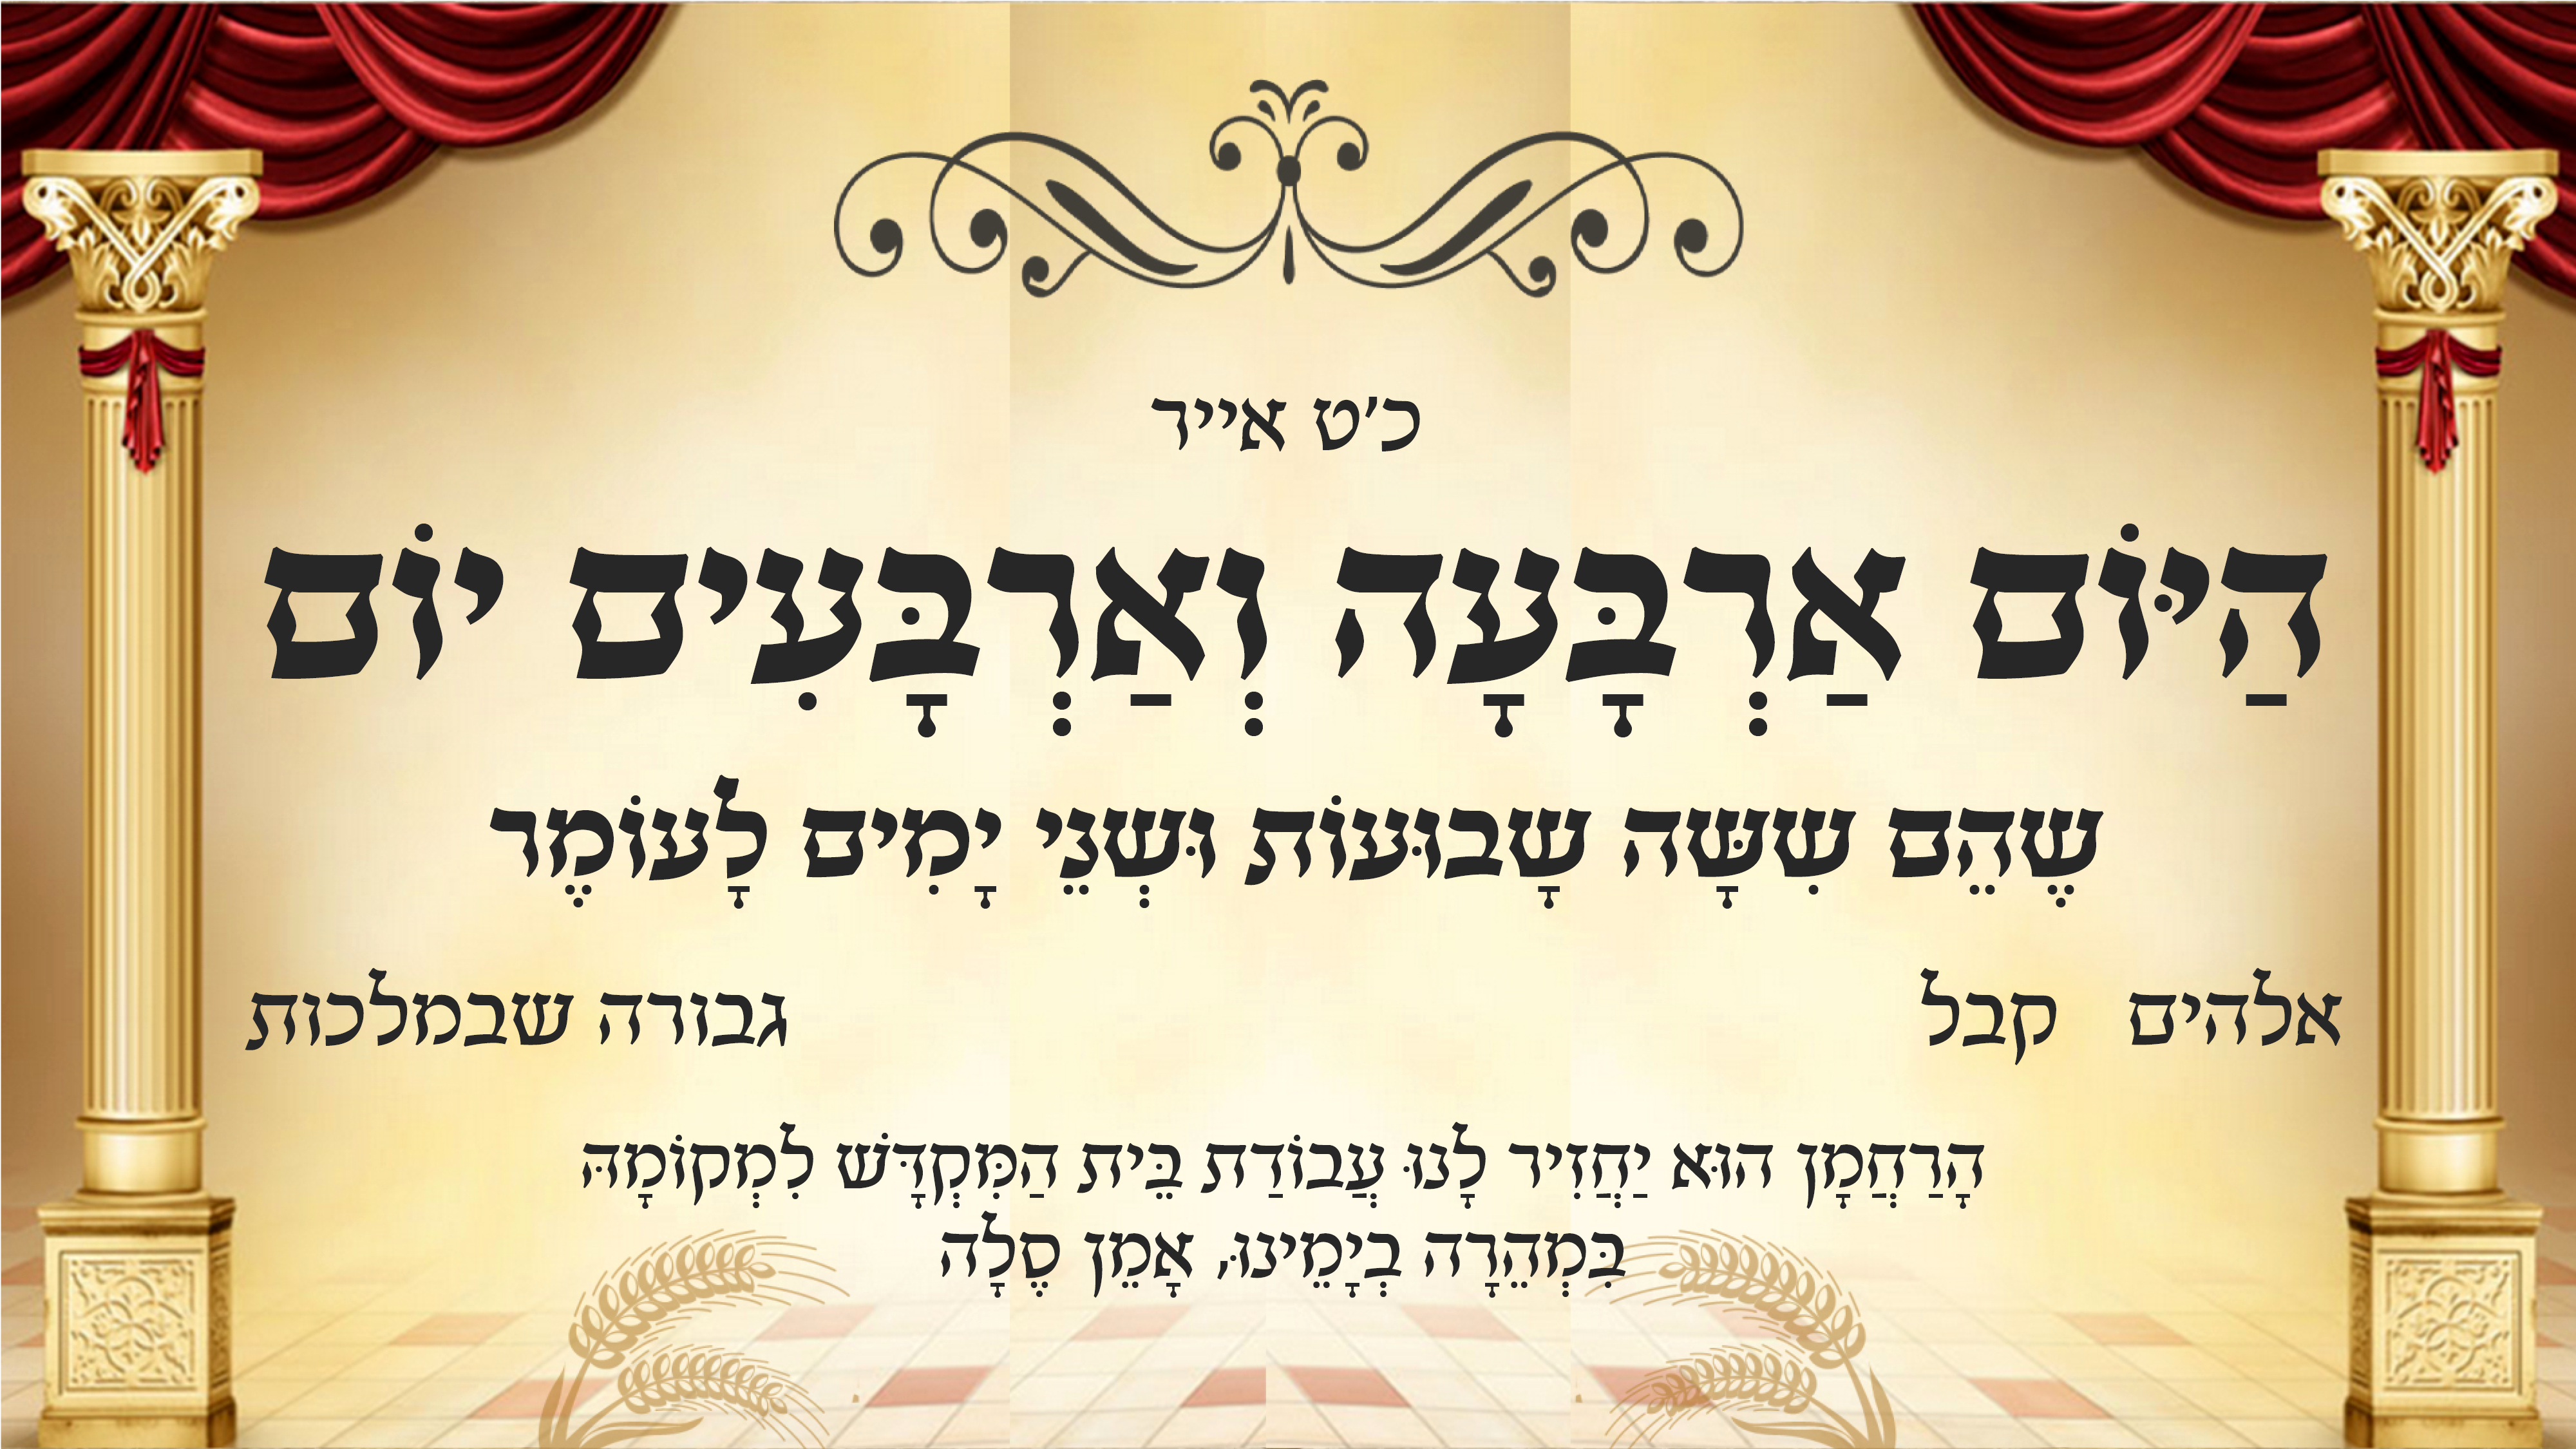 כ'ט אייר
הַיּוֹם אַרְבָּעָה וְאַרְבָּעִים יוֹם
שֶׁהֵם שִׁשָּׁה שָׁבוּעוֹת וּשְׁנֵי יָמִים לָעוֹמֶר
אלהים קבל גבורה שבמלכות
הָרַחֲמָן הוּא יַחֲזִיר לָנוּ עֲבוֹדַת בֵּית הַמִּקְדָּשׁ לִמְקוֹמָהּ
בִּמְהֵרָה בְיָמֵינוּ, אָמֵן סֶלָה